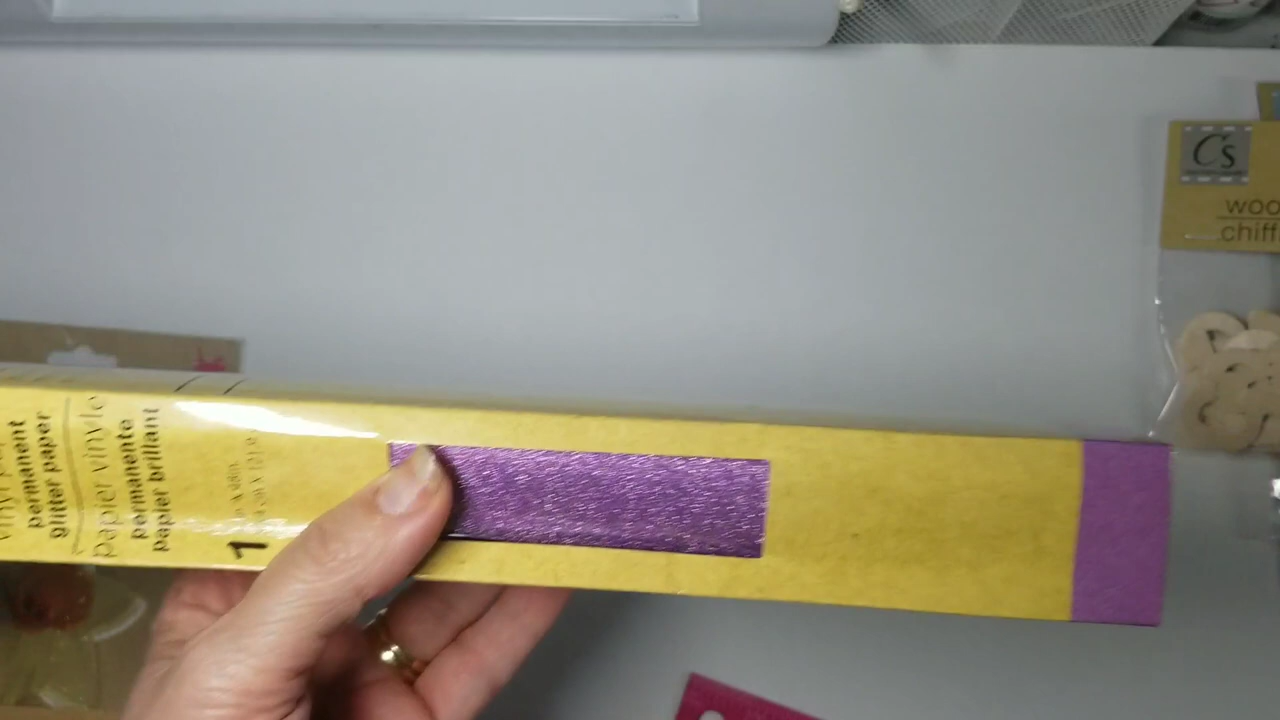 permanent
glitter paper
papier vinyle
permanente
papier brillant
1
Cs
woo
chiff